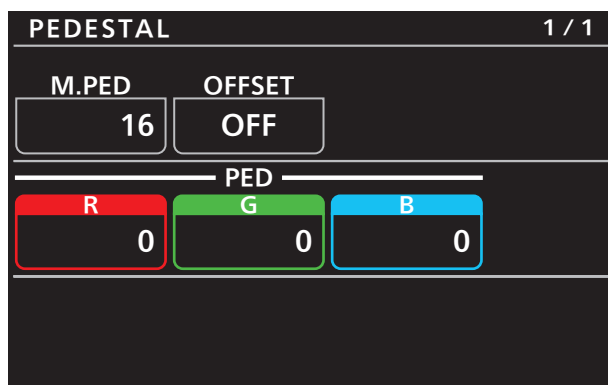 PEDESTAL 1 / 1
M.PED OFFSET
16 OFF
PED
R G B
0 0 0